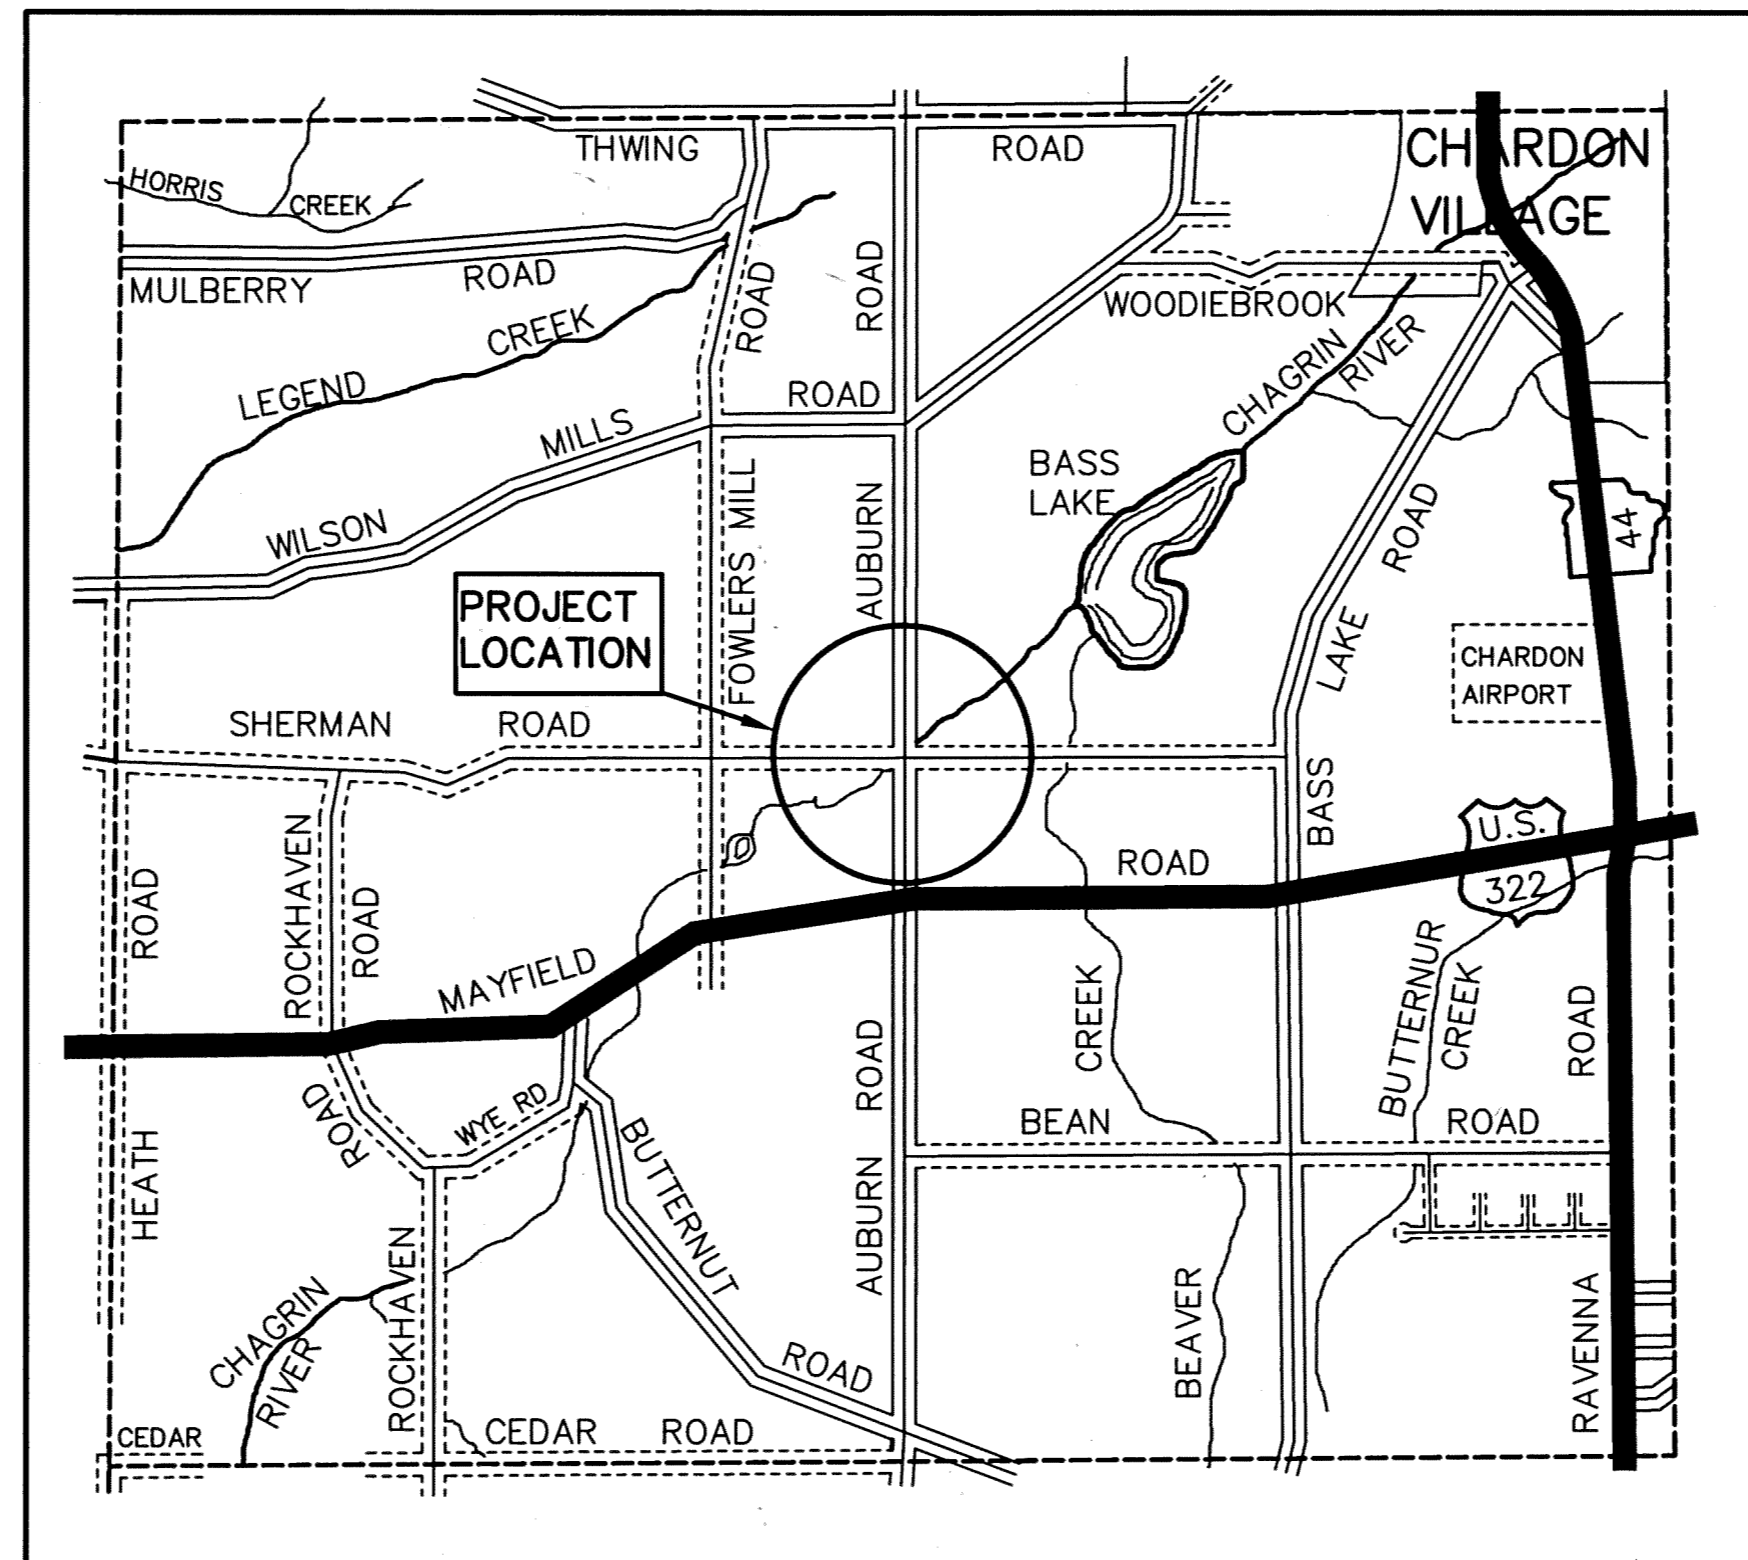 THWING
ROAD
CHARDON
VILLAGE
HORRIS
CREEK
MULBERRY
ROAD
ROAD
ROAD
WOODIEBROOK
CREEK
LEGEND
CHAGRIN
RIVER
ROAD
MILLS
WILSON
BASS
LAKE
FOWLERS MILL
AUBURN
ROAD
LAKE
BASS
44
PROJECT
LOCATION
CHARDON
AIRPORT
SHERMAN
ROAD
U.S.
322
ROAD
ROAD
ROCKHAVEN
ROAD
MAYFIELD
CREEK
BUTTERNUR
CREEK
ROAD
ROAD
ROAD
WYE RD
BEAN
ROAD
HEATH
BUTTERNUT
AUBURN
ROCKHAVEN
CHAGRIN
RIVER
BEAVER
RAVENNA
ROAD
CEDAR
CEDAR ROAD